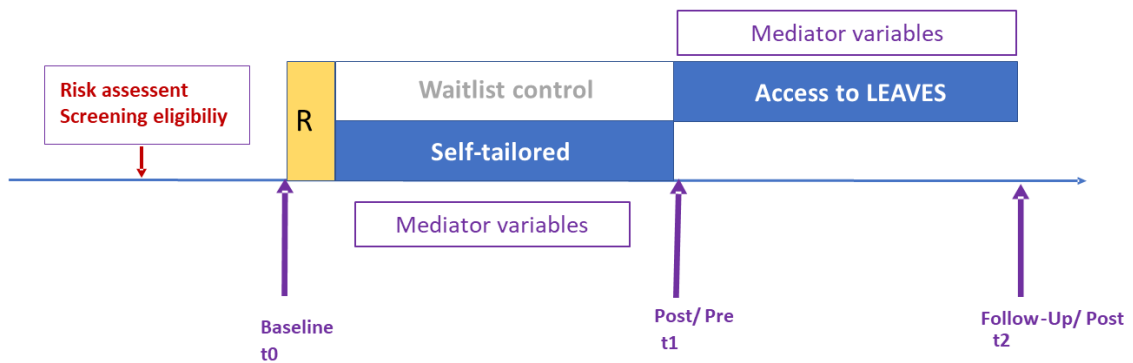 Mediator variables
Risk assessent
Screening eligibiliy
R
Waitlist control
Access to LEAVES
Self-tailored
Mediator variables
Baseline
t0
Post/ Pre
t1
Follow-Up/ Post
t2